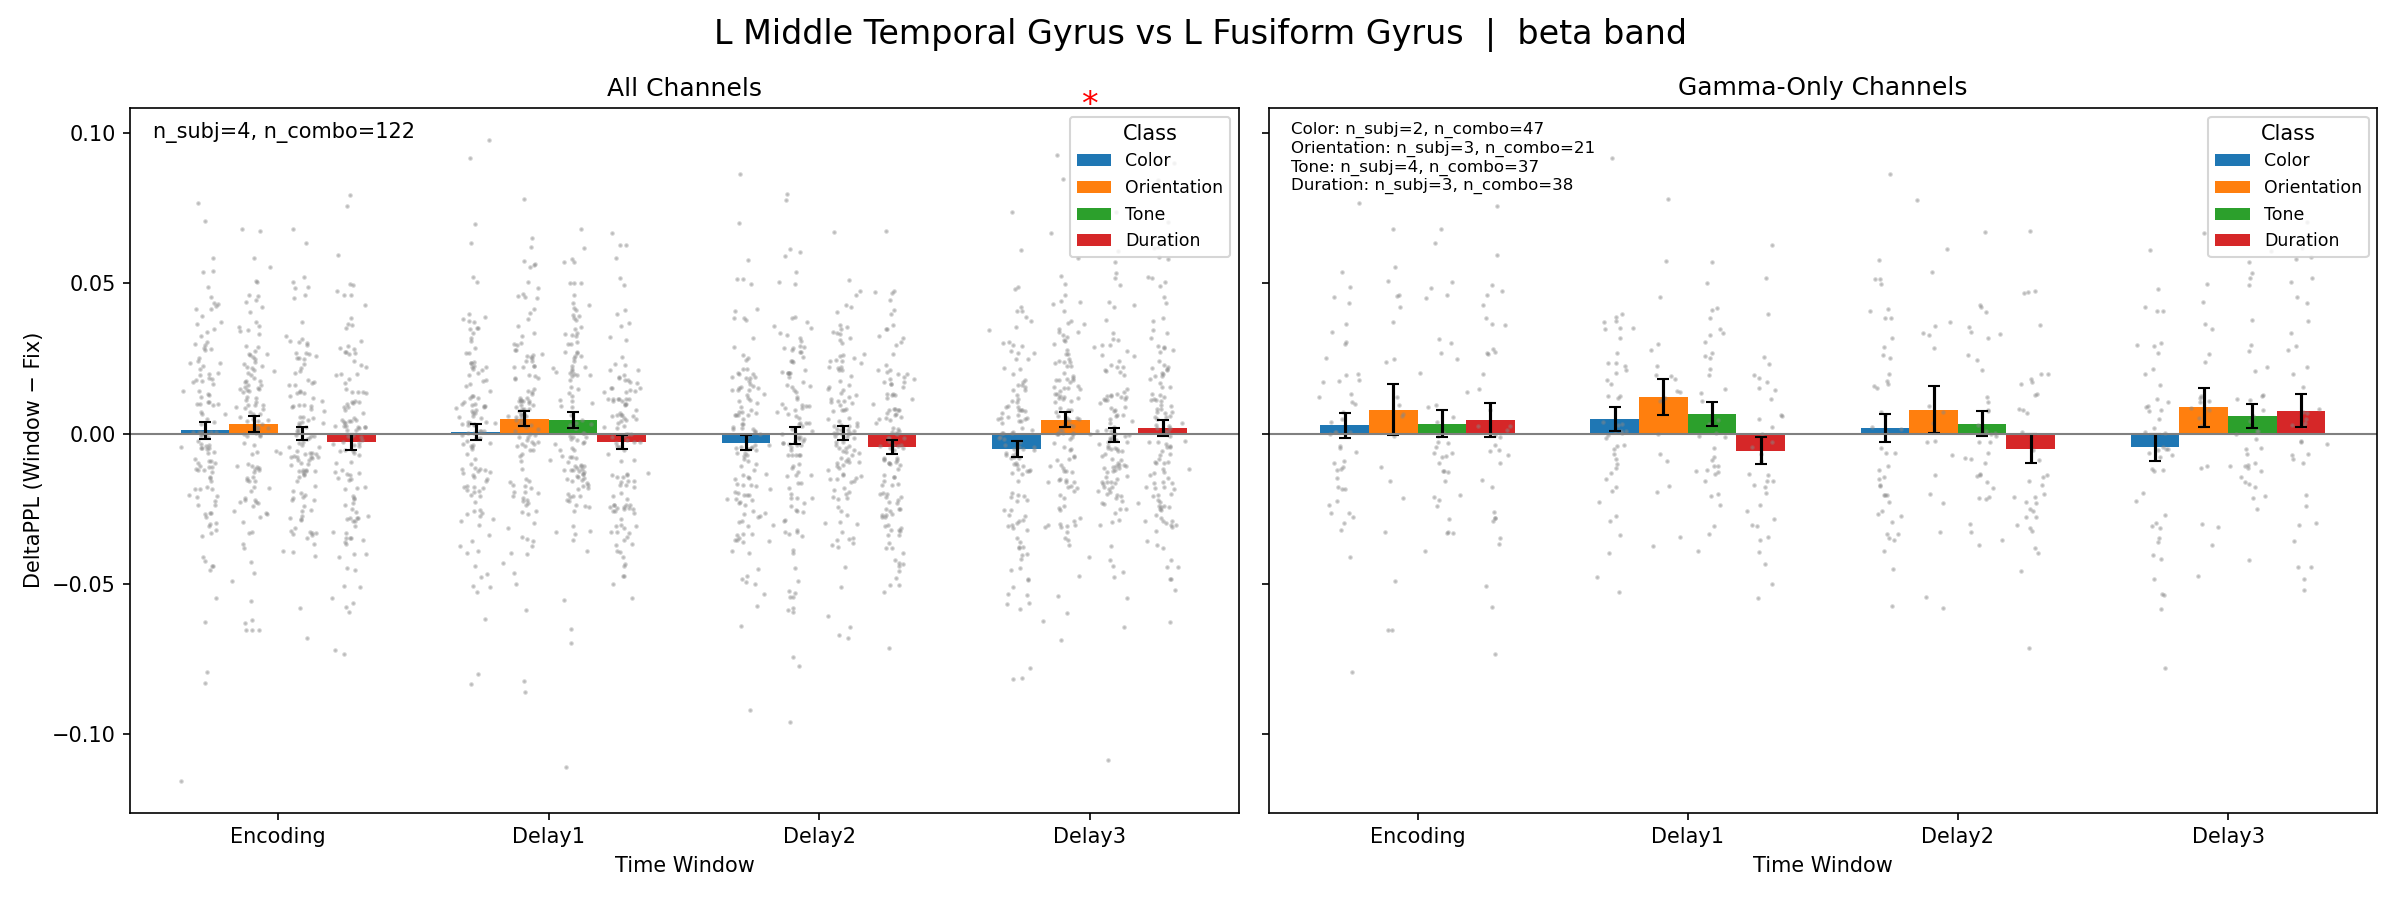 L Middle Temporal Gyrus vs L Fusiform Gyrus | beta band
All Channels
*
n_subj=4, n_combo=122
Class
Color
Orientation
Tone
Duration
0.10
0.05
0.00
−0.05
−0.10
DeltaPPL (Window − Fix)
Encoding
Delay1
Delay2
Delay3
Time Window
Gamma-Only Channels
Color: n_subj=2, n_combo=47
Orientation: n_subj=3, n_combo=21
Tone: n_subj=4, n_combo=37
Duration: n_subj=3, n_combo=38
Class
Color
Orientation
Tone
Duration
Encoding
Delay1
Delay2
Delay3
Time Window